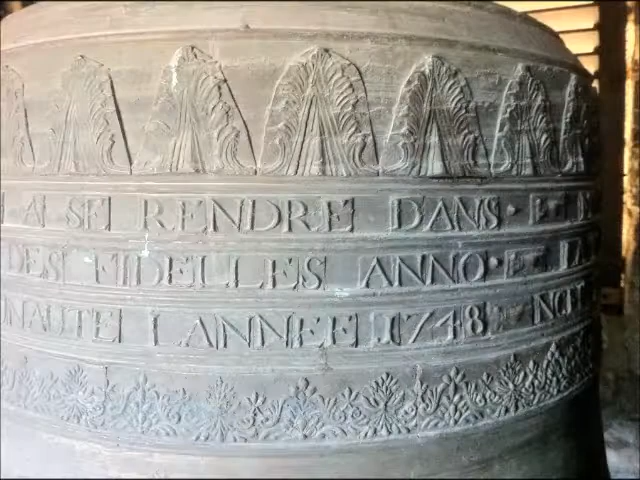 A SE RENDRE DANS
DES FIDELLES ANNO
NAUTE LANNEE 1748